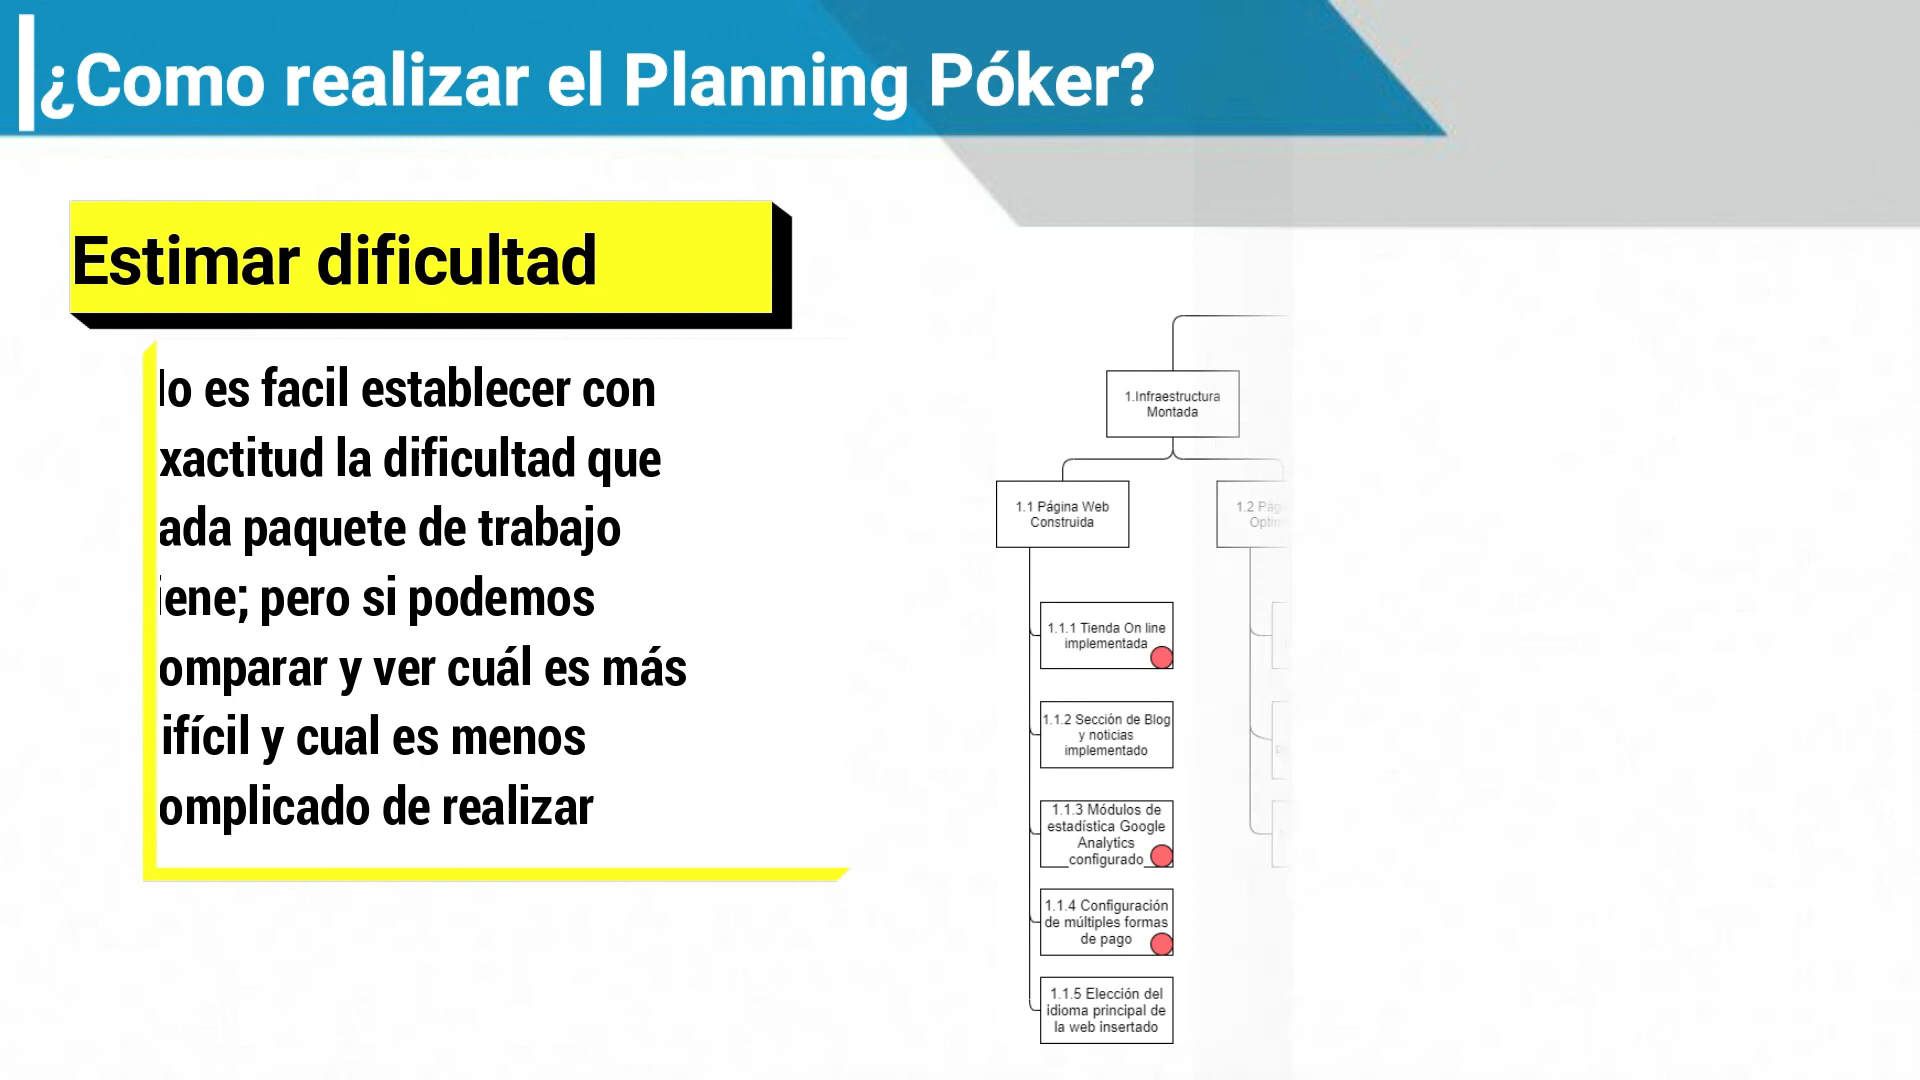 ¿Como realizar el Planning Póker?
Estimar dificultad
lo es facil establecer con
xactitud la dificultad que
ada paquete de trabajo
iene; pero si podemos
omparar y ver cuál es más
ifícil y cual es menos
omplicado de realizar
1.Infraestructura
Montada
1.1 Página Web
Construida
1.2 Pág
Optim
1.1.1 Tienda On line
implementada
1.1.2 Sección de Blog
y noticias
implementado
1.1.3 Módulos de
estadística Google
Analytics
configurado
1.1.4 Configuración
de múltiples formas
de pago
1.1.5 Elección del
idioma principal de
la web insertado